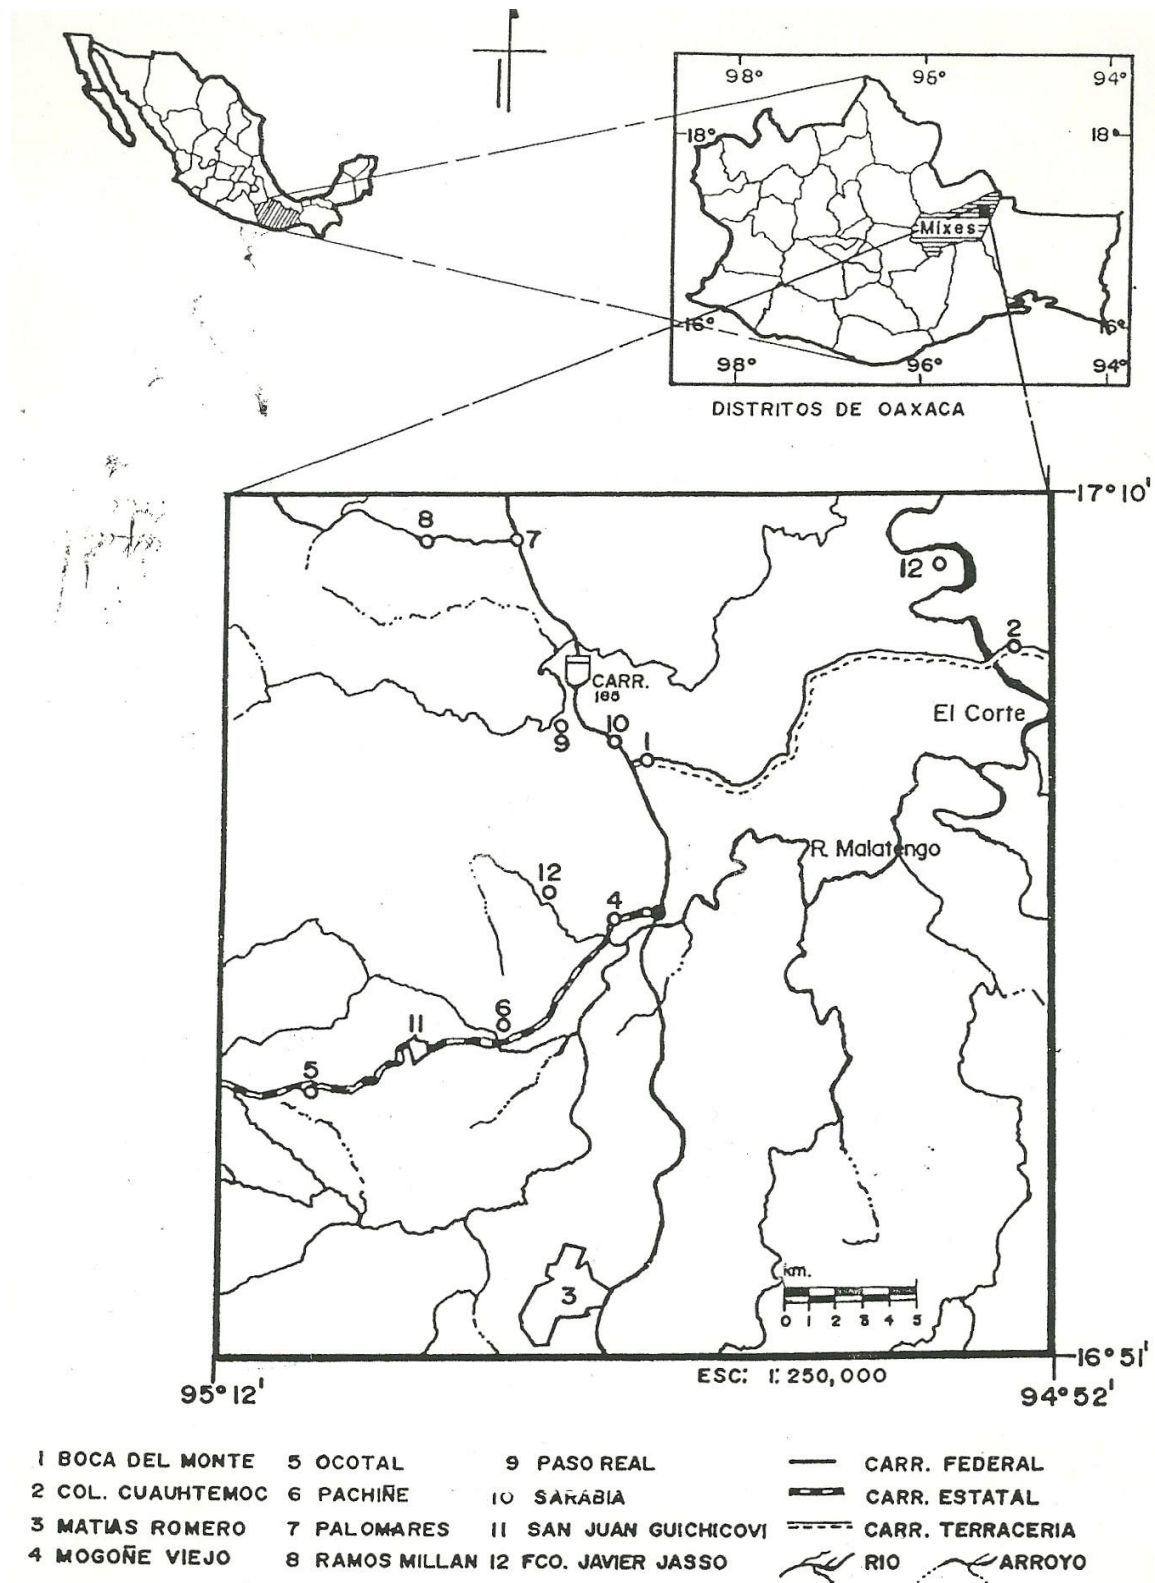 98° 96° 94°
18° 18°
Mixes
16° 16°
98° 96° 94°
DISTRITOS DE OAXACA
17°10'
8
7
12
2
CARR.
185
El Corte
10
9
1
R. Malatengo
12
4
6
11
5
3
km.
0 1 2 3 4 5
16°51'
ESC: 1:250,000
95°12' 94°52'
1 BOCA DEL MONTE 5 OCOTAL 9 PASO REAL CARR. FEDERAL
2 COL. CUAUHTEMOC 6 PACHIÑE 10 SARABIA CARR. ESTATAL
3 MATIAS ROMERO 7 PALOMARES 11 SAN JUAN GUICHICOVI CARR. TERRACERIA
4 MOGOÑE VIEJO 8 RAMOS MILLAN 12 FCO. JAVIER JASSO RIO ARROYO